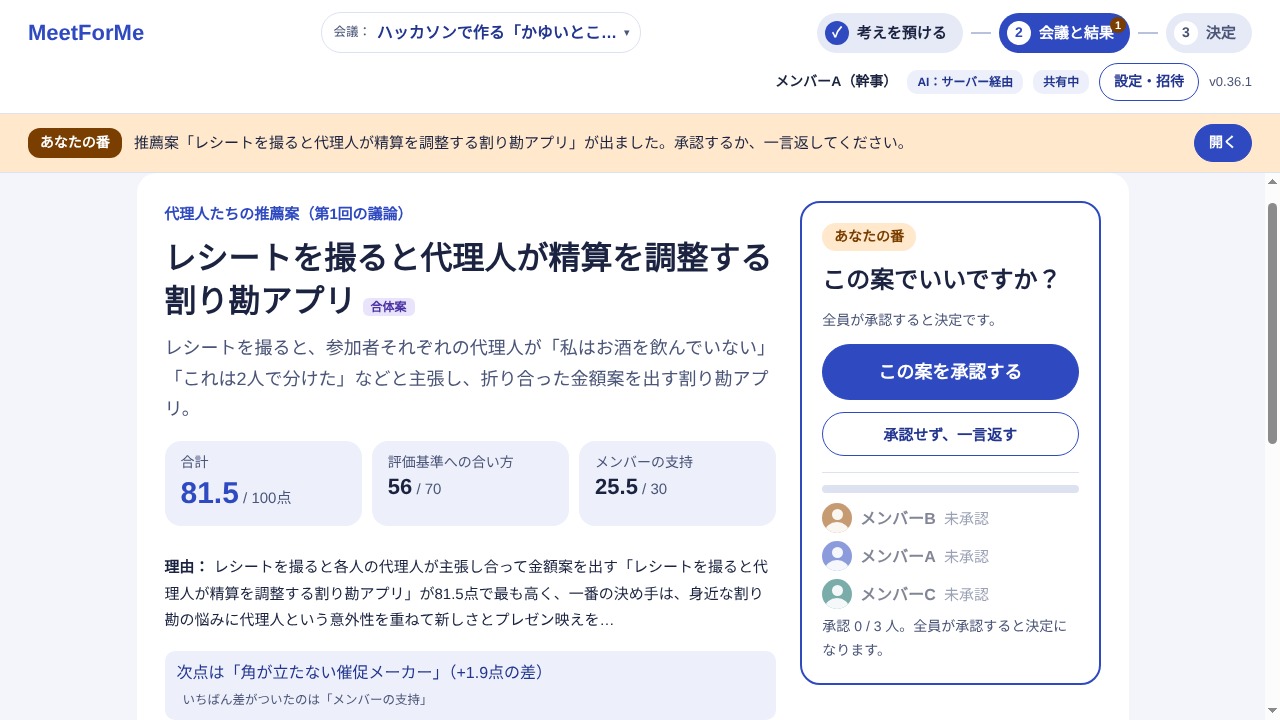 MeetForMe
会議： ハッカソンで作る「かゆいとこ… ▾
✓ 考えを預ける
2 会議と結果 1
3 決定
メンバーA（幹事） AI：サーバー経由 共有中 設定・招待 v0.36.1
あなたの番 推薦案「レシートを撮ると代理人が精算を調整する割り勘アプリ」が出ました。承認するか、一言返してください。 開く
代理人たちの推薦案（第1回の議論）
レシートを撮ると代理人が精算を調整する
割り勘アプリ 合体案
レシートを撮ると、参加者それぞれの代理人が「私はお酒を飲んでいない」
「これは2人で分けた」などと主張し、折り合った金額案を出す割り勘アプ
リ。
合計
81.5 / 100点
評価基準への合い方
56 / 70
メンバーの支持
25.5 / 30
理由： レシートを撮ると各人の代理人が主張し合って金額案を出す「レシートを撮ると代
理人が精算を調整する割り勘アプリ」が81.5点で最も高く、一番の決め手は、身近な割り
勘の悩みに代理人という意外性を重ねて新しさとプレゼン映えを…
次点は「角が立たない催促メーカー」（+1.9点の差）
いちばん差がついたのは「メンバーの支持」
あなたの番
この案でいいですか？
全員が承認すると決定です。
この案を承認する
承認せず、一言返す
メンバーB 未承認
メンバーA 未承認
メンバーC 未承認
承認 0 / 3 人。全員が承認すると決定に
なります。